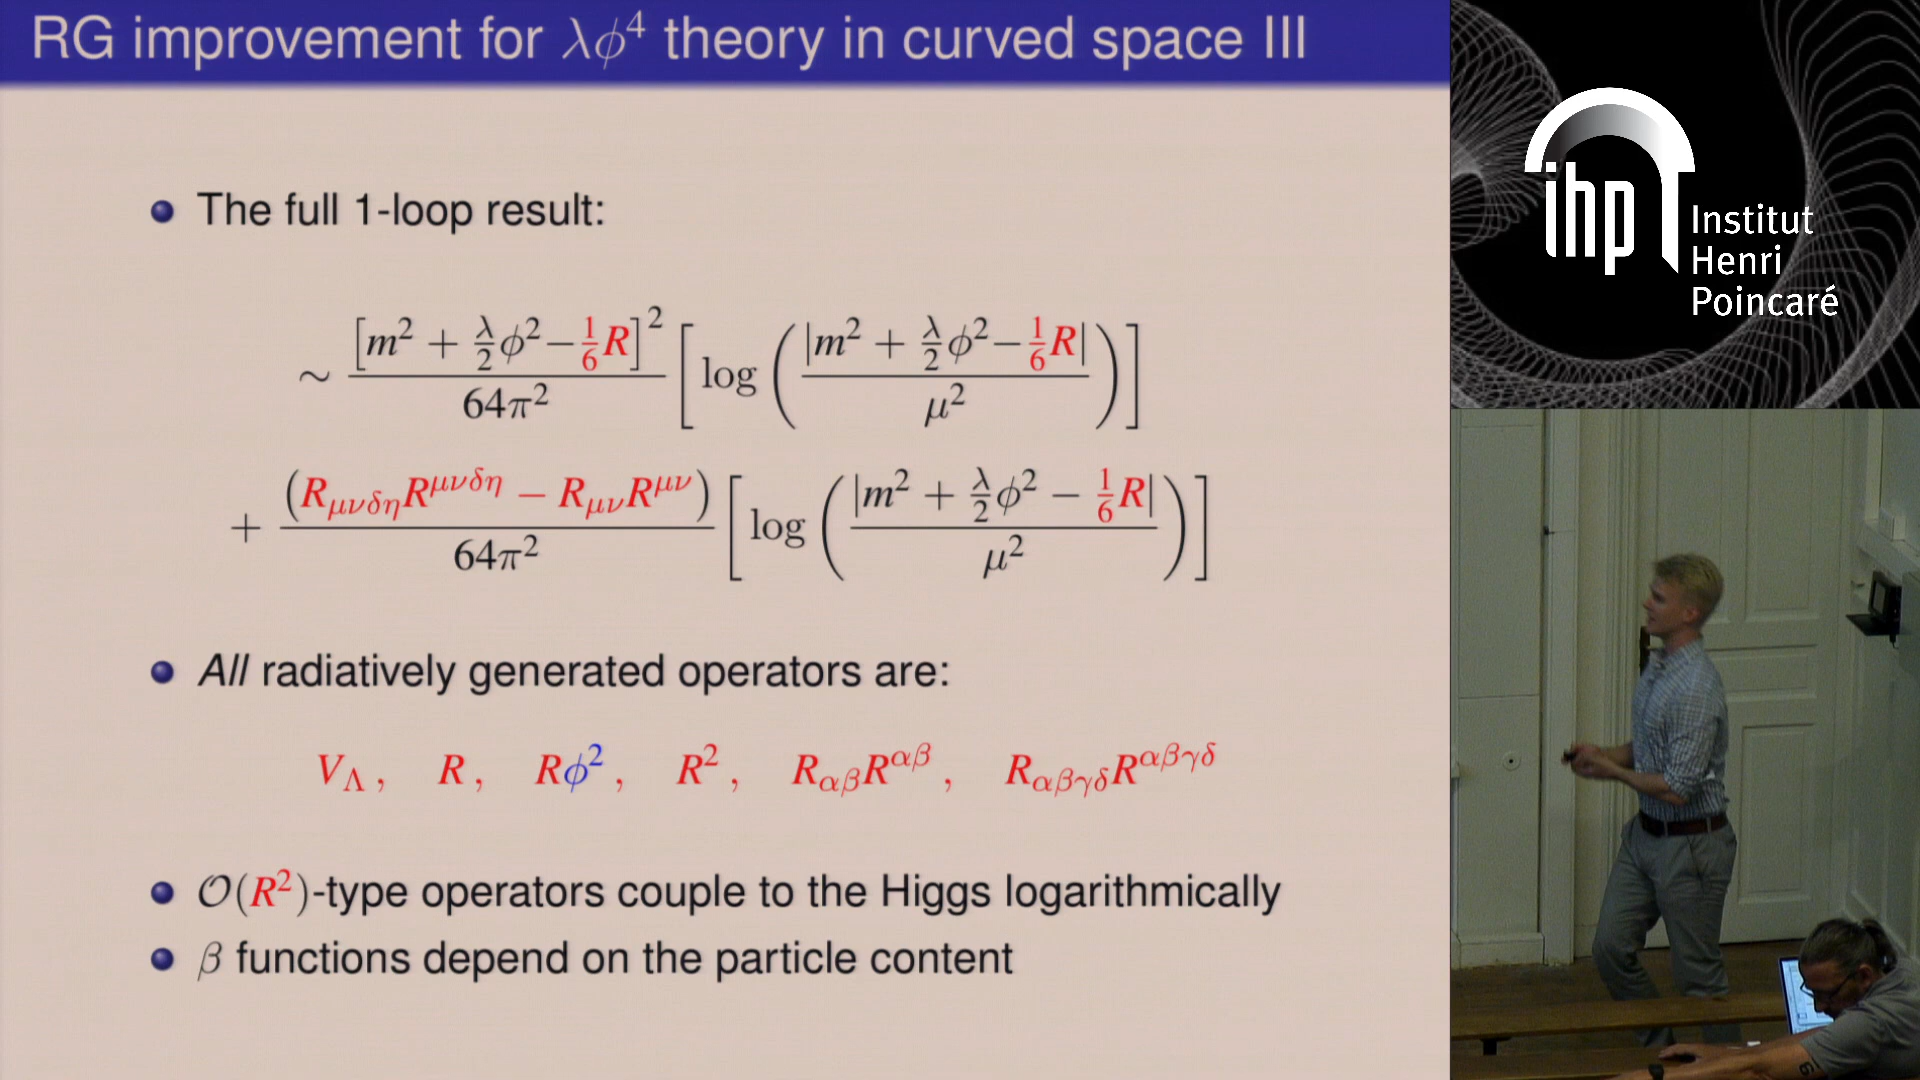 RG improvement for λϕ⁴ theory in curved space III
The full 1-loop result:
∼ [m² + λ/2 ϕ² − 1/6 R]² / 64π² [log (|m² + λ/2 ϕ² − 1/6 R| / μ²)]
+ (R_{μνδη}R^{μνδη} − R_{μν}R^{μν}) / 64π² [log (|m² + λ/2 ϕ² − 1/6 R| / μ²)]
All radiatively generated operators are:
V_Λ , R , Rϕ² , R² , R_{αβ}R^{αβ} , R_{αβγδ}R^{αβγδ}
𝒪(R²)-type operators couple to the Higgs logarithmically
β functions depend on the particle content
ihp
Institut
Henri
Poincaré